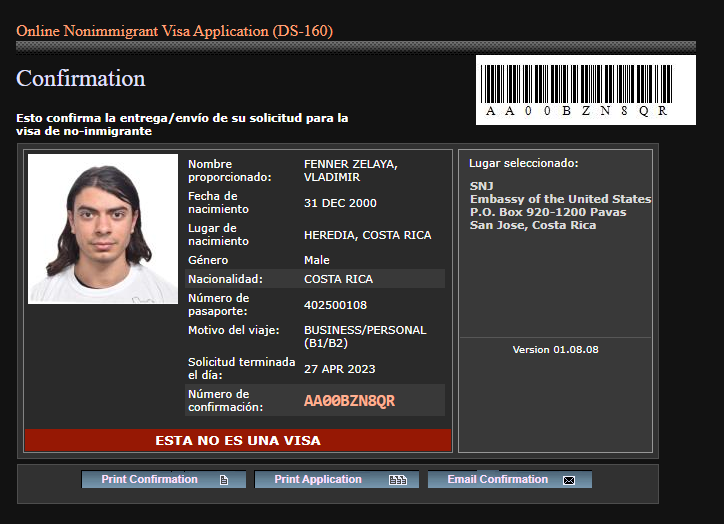 Online Nonimmigrant Visa Application (DS-160)
Confirmation
AA00BZN8QR
Esto confirma la entrega/envío de su solicitud para la
visa de no-inmigrante
Nombre
proporcionado:
FENNER ZELAYA,
VLADIMIR
Fecha de
nacimiento
31 DEC 2000
Lugar de
nacimiento
HEREDIA, COSTA RICA
Género
Male
Nacionalidad:
COSTA RICA
Número de
pasaporte:
402500108
Motivo del viaje:
BUSINESS/PERSONAL
(B1/B2)
Solicitud terminada
el día:
27 APR 2023
Número de
confirmación:
AA00BZN8QR
ESTA NO ES UNA VISA
Lugar seleccionado:
SNJ
Embassy of the United States
P.O. Box 920-1200 Pavas
San Jose, Costa Rica
Version 01.08.08
Print Confirmation
Print Application
Email Confirmation